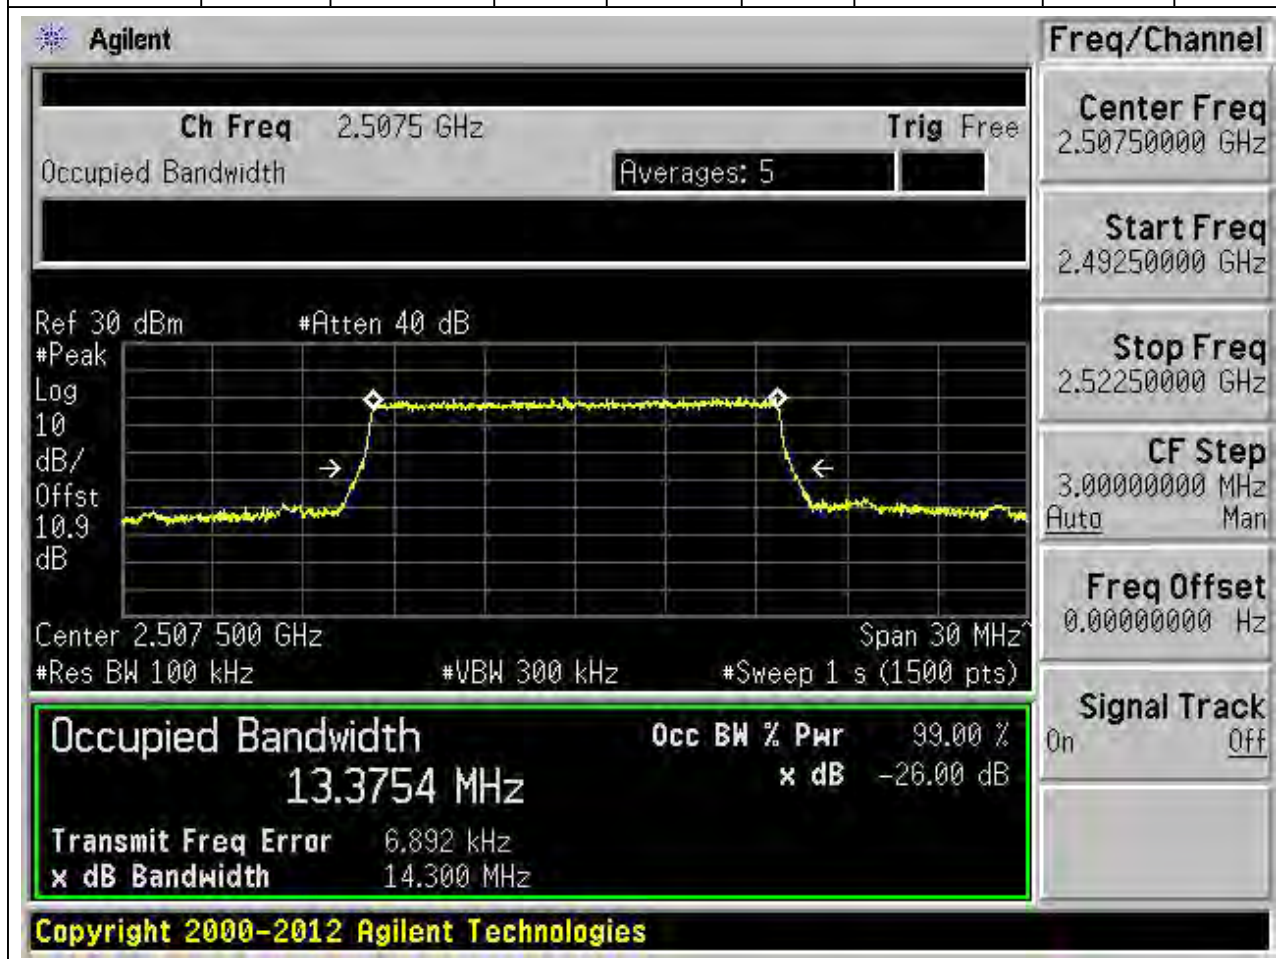 Agilent
Freq/Channel
Ch Freq 2.5075 GHz Trig Free
Occupied Bandwidth Averages: 5
Center Freq
2.50750000 GHz
Start Freq
2.49250000 GHz
Stop Freq
2.52250000 GHz
CF Step
3.00000000 MHz
Auto Man
Freq Offset
0.00000000 Hz
Signal Track
On Off
Ref 30 dBm #Atten 40 dB
#Peak
Log
10
dB/
Offst
10.9
dB
Center 2.507 500 GHz Span 30 MHz^
#Res BW 100 kHz #VBW 300 kHz #Sweep 1 s (1500 pts)
Occupied Bandwidth Occ BW % Pwr 99.00 %
13.3754 MHz x dB -26.00 dB
Transmit Freq Error 6.892 kHz
x dB Bandwidth 14.300 MHz
Copyright 2000-2012 Agilent Technologies